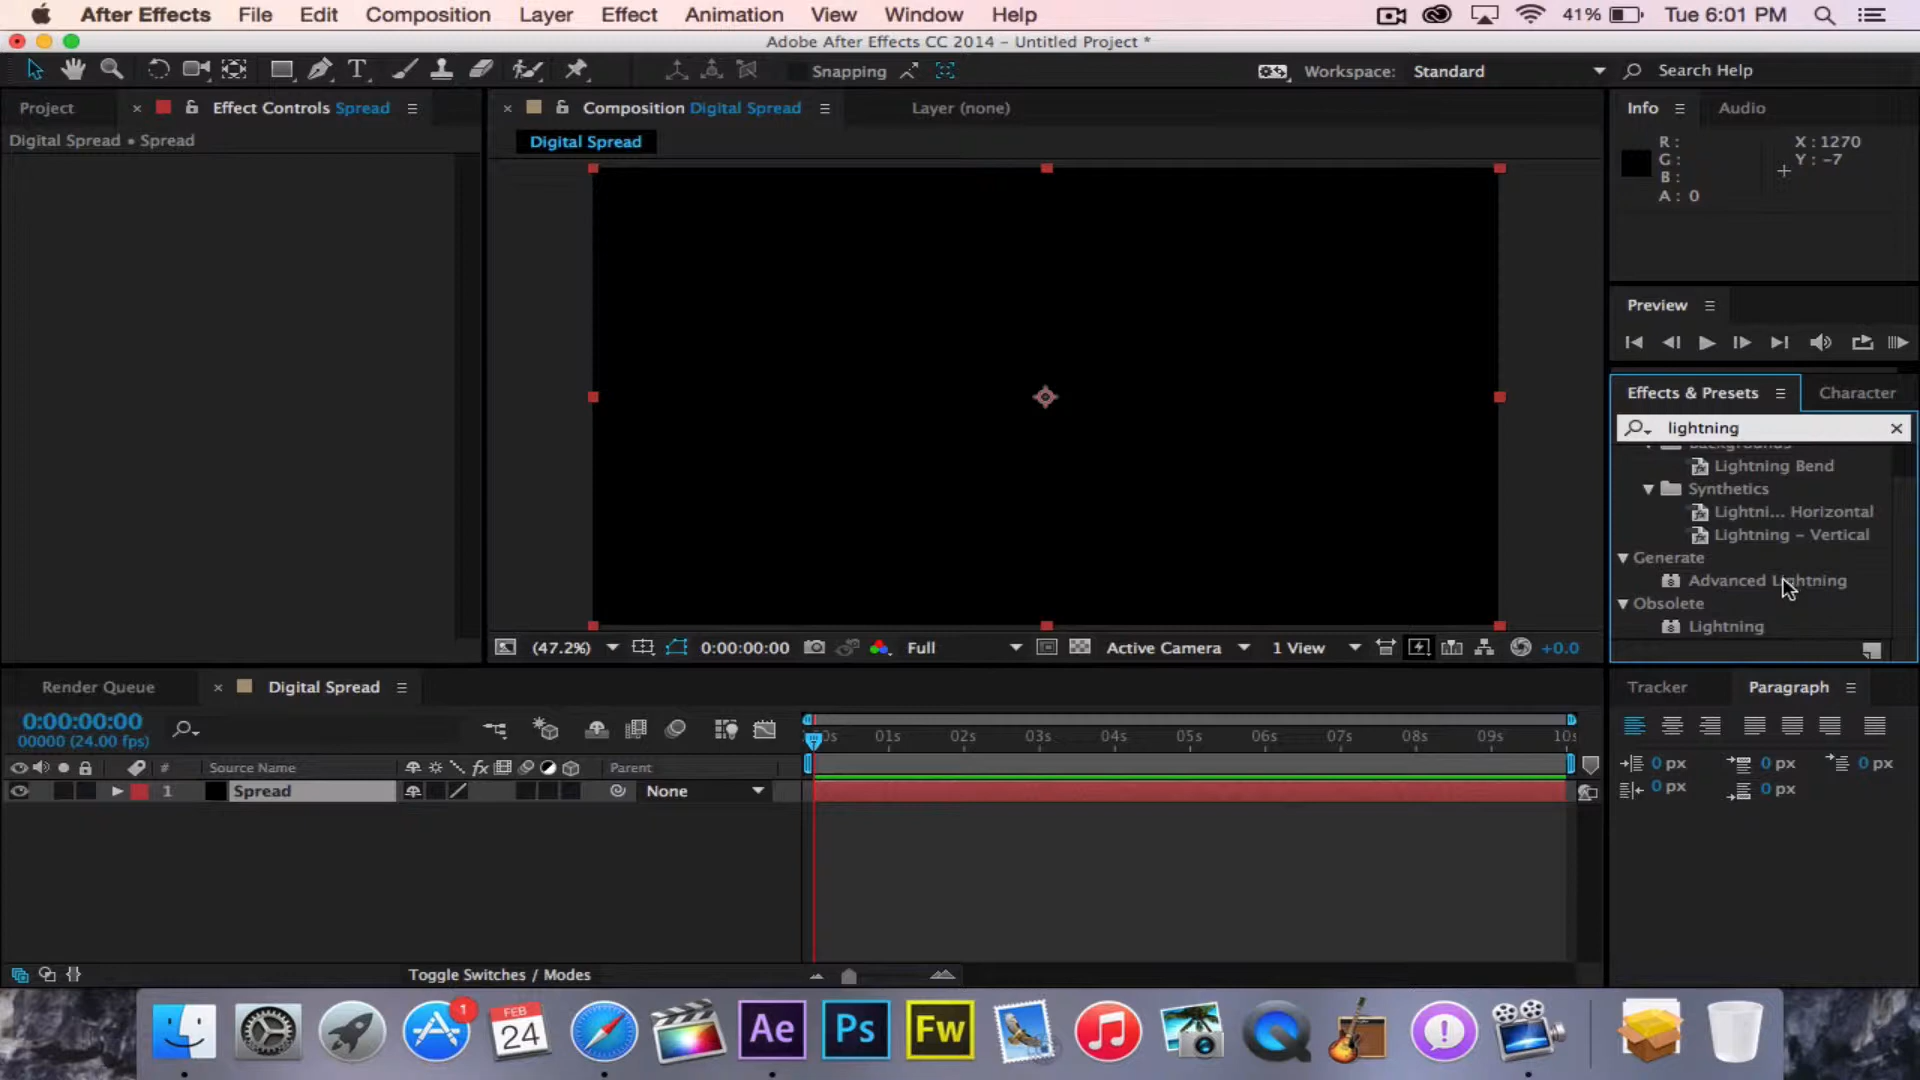 After Effects File Edit Composition Layer Effect Animation View Window Help 41% Tue 6:01 PM
Adobe After Effects CC 2014 - Untitled Project *
T Snapping Workspace: Standard Search Help
Project × Effect Controls Spread × Composition Digital Spread Layer (none) Info Audio
Digital Spread • Spread
Digital Spread
R :
G :
B :
A : 0
X : 1270
Y : -7
Preview
Effects & Presets Character
lightning
Lightning Bend
Synthetics
Lightni... Horizontal
Lightning - Vertical
Generate
Advanced Lightning
Obsolete
Lightning
(47.2%) 0:00:00:00 Full Active Camera 1 View +0.0
Render Queue × Digital Spread Tracker Paragraph
0:00:00:00
00000 (24.00 fps)
01s 02s 03s 04s 05s 06s 07s 08s 09s
# Source Name fx Parent
0 px 0 px 0 px
1 Spread None
0 px 0 px
Toggle Switches / Modes
1
FEB
24
Ae Ps Fw